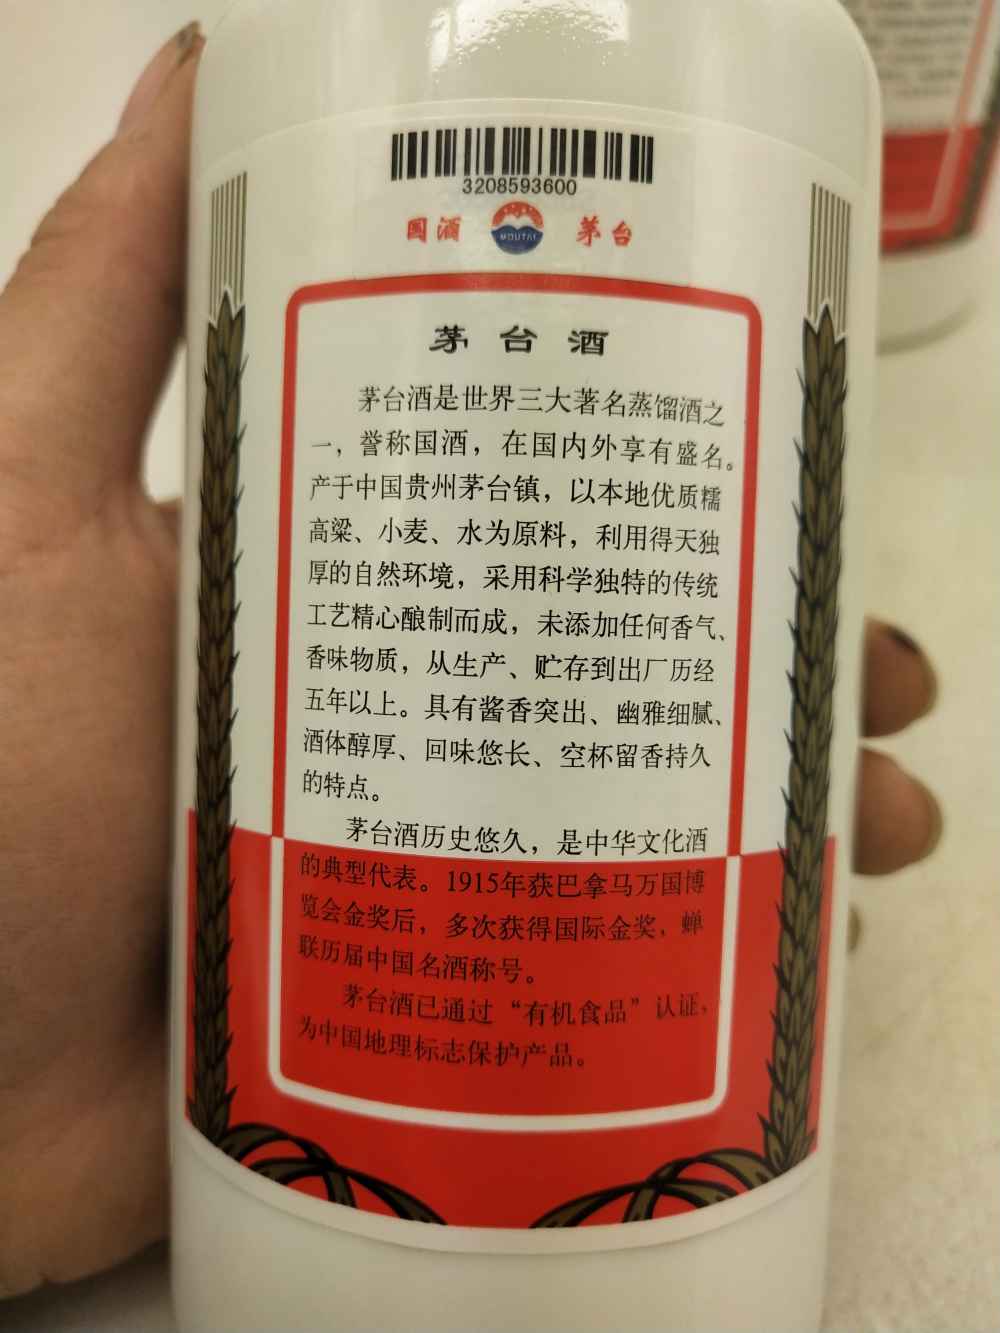 3208593600
国酒 MOUTAI 茅台
茅台酒
茅台酒是世界三大著名蒸馏酒之
一，誉称国酒，在国内外享有盛名。
产于中国贵州茅台镇，以本地优质糯
高粱、小麦、水为原料，利用得天独
厚的自然环境，采用科学独特的传统
工艺精心酿制而成，未添加任何香气、
香味物质，从生产、贮存到出厂历经
五年以上。具有酱香突出、幽雅细腻、
酒体醇厚、回味悠长、空杯留香持久
的特点。
茅台酒历史悠久，是中华文化酒
的典型代表。1915年获巴拿马万国博
览会金奖后，多次获得国际金奖，蝉
联历届中国名酒称号。
茅台酒已通过“有机食品”认证，
为中国地理标志保护产品。